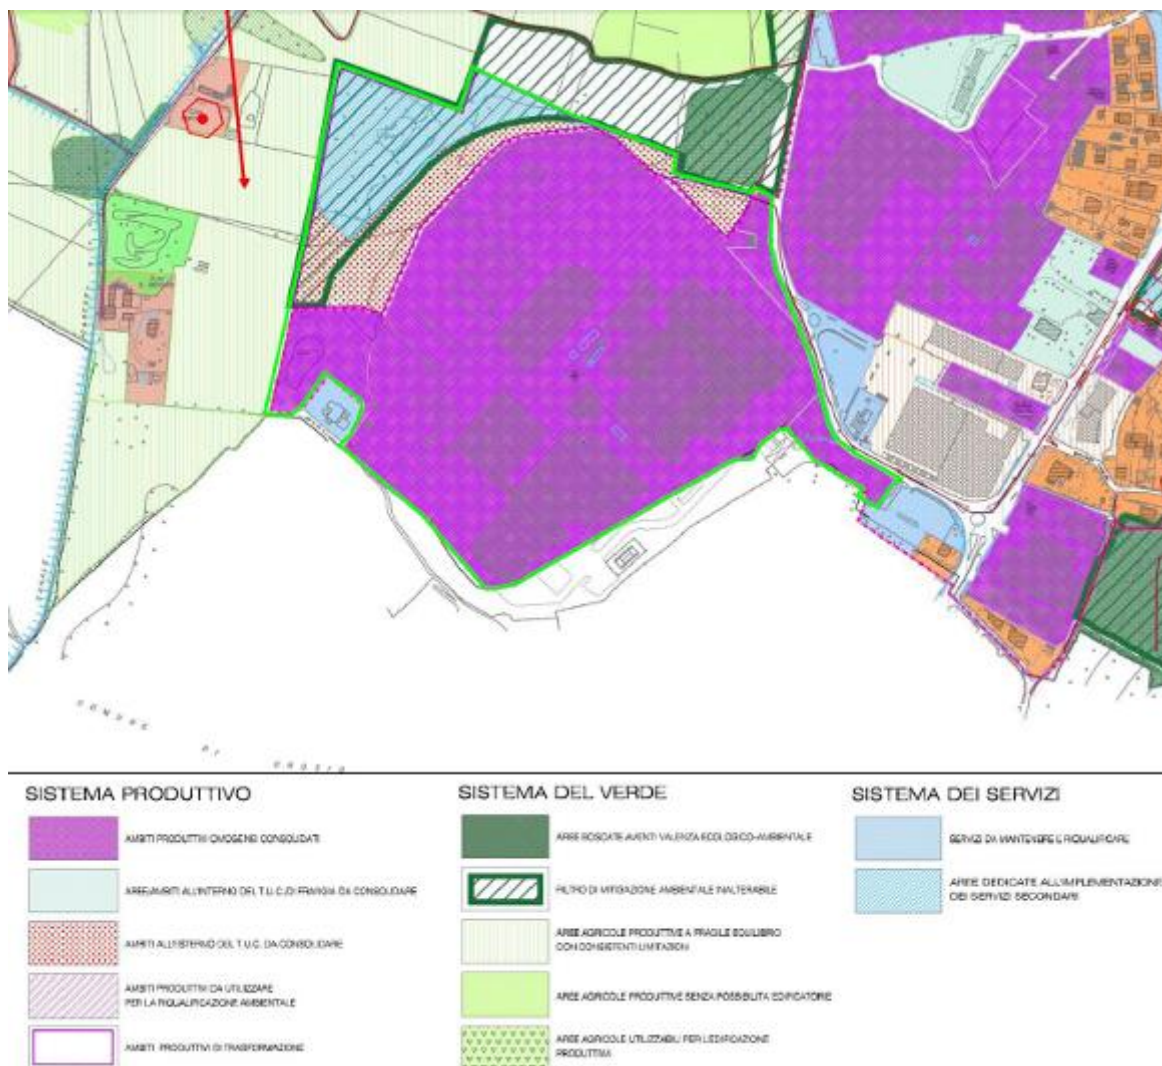 SISTEMA PRODUTTIVO
AMBITI PRODUTTIVI OMOGENEI CONSOLIDATI
AREE/AMBITI ALL'INTERNO DEL T.U.C. DI FRANGIA DA CONSOLIDARE
AMBITI ALL'ESTERNO DEL T.U.C. DA CONSOLIDARE
AMBITI PRODUTTIVI DA UTILIZZARE
PER LA RIQUALIFICAZIONE AMBIENTALE
AMBITI PRODUTTIVI DI TRASFORMAZIONE
SISTEMA DEL VERDE
AREE BOSCATE AVENTI VALENZA ECOLOGICO-AMBIENTALE
FILTRO DI MITIGAZIONE AMBIENTALE INALTERABILE
AREE AGRICOLE PRODUTTIVE A FRAGILE EQUILIBRIO
CON CONSISTENTI LIMITAZIONI
AREE AGRICOLE PRODUTTIVE SENZA POSSIBILITA EDIFICATORIE
AREE AGRICOLE UTILIZZABILI PER L'EDIFICAZIONE
PRODUTTIVA
SISTEMA DEI SERVIZI
SERVIZI DA MANTENERE E RIQUALIFICARE
AREE DEDICATE ALL'IMPLEMENTAZIONE
DEI SERVIZI SECONDARI